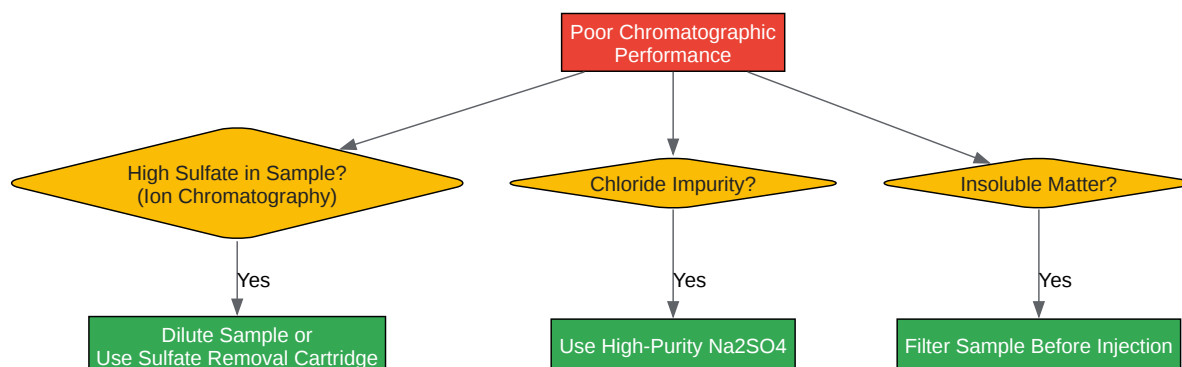 Poor Chromatographic
Performance
High Sulfate in Sample?
(Ion Chromatography)
Chloride Impurity?
Insoluble Matter?
Yes
Yes
Yes
Dilute Sample or
Use Sulfate Removal Cartridge
Use High-Purity Na2SO4
Filter Sample Before Injection